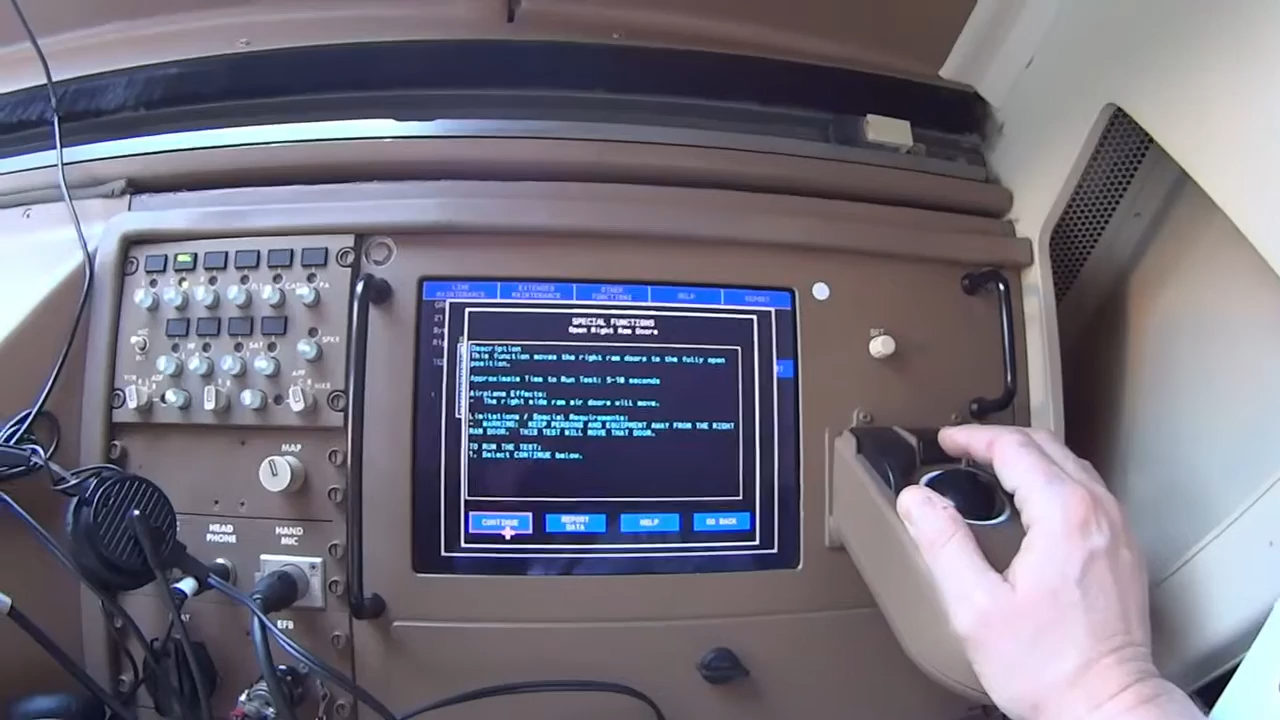 LINE
MAINTENANCE
EXTENDED
MAINTENANCE
OTHER
FUNCTIONS
HELP
REPORT
SPECIAL FUNCTIONS
Open Right Ram Doors
Description
This function moves the right ram doors to the fully open
position.
Approximate Time to Run Test: 5-10 seconds
Airplane Effects:
- The right side ram air doors will move.
Limitations / Special Requirements:
- WARNING: KEEP PERSONS AND EQUIPMENT AWAY FROM THE RIGHT
RAM DOOR. THIS TEST WILL MOVE THAT DOOR.
TO RUN THE TEST:
1. Select CONTINUE below.
CONTINUE
REPORT
DATA
HELP
GO BACK
BRT
PA
MIC
INT
HF
SAT
SPKR
ADF
APP
MAP
HEAD
PHONE
HAND
MIC
EFB